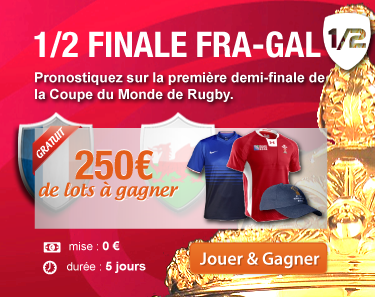 1/2 FINALE FRA-GAL
1/2
Pronostiquez sur la première demi-finale de
la Coupe du Monde de Rugby.
GRATUIT
250€
de lots à gagner
mise : 0 €
durée : 5 jours
Jouer & Gagner